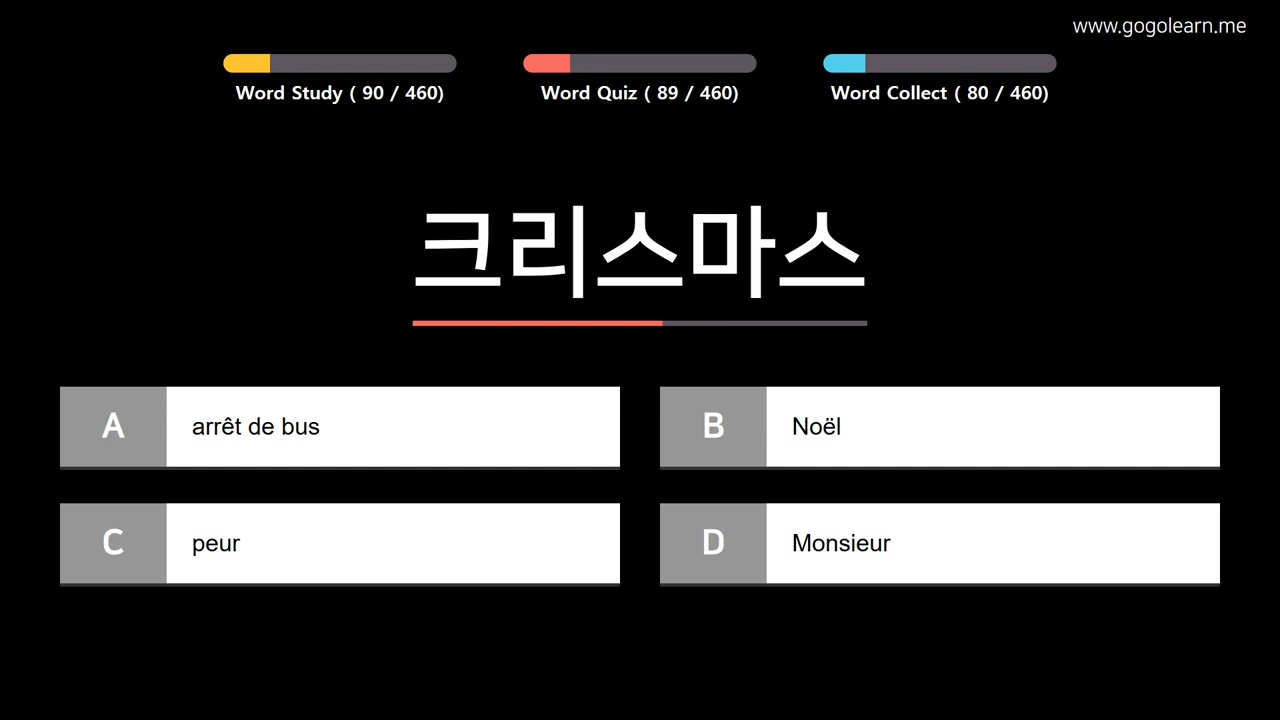 www.gogolearn.me
Word Study ( 90 / 460)
Word Quiz ( 89 / 460)
Word Collect ( 80 / 460)
크리스마스
A arrêt de bus
B Noël
C peur
D Monsieur